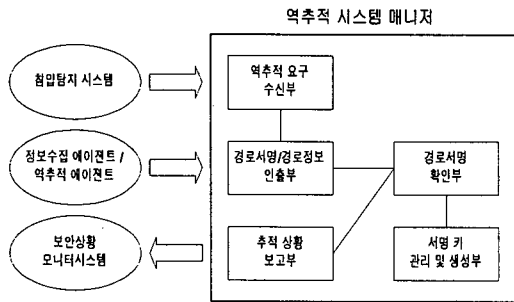 역추적 시스템 매니저
침입탐지 시스템
역추적 요구
수신부
정보수집 에이전트 /
역추적 에이전트
경로서명/경로정보
인출부
경로서명
확인부
보안상황
모니터시스템
추적 상황
보고부
서명 키
관리 및 생성부